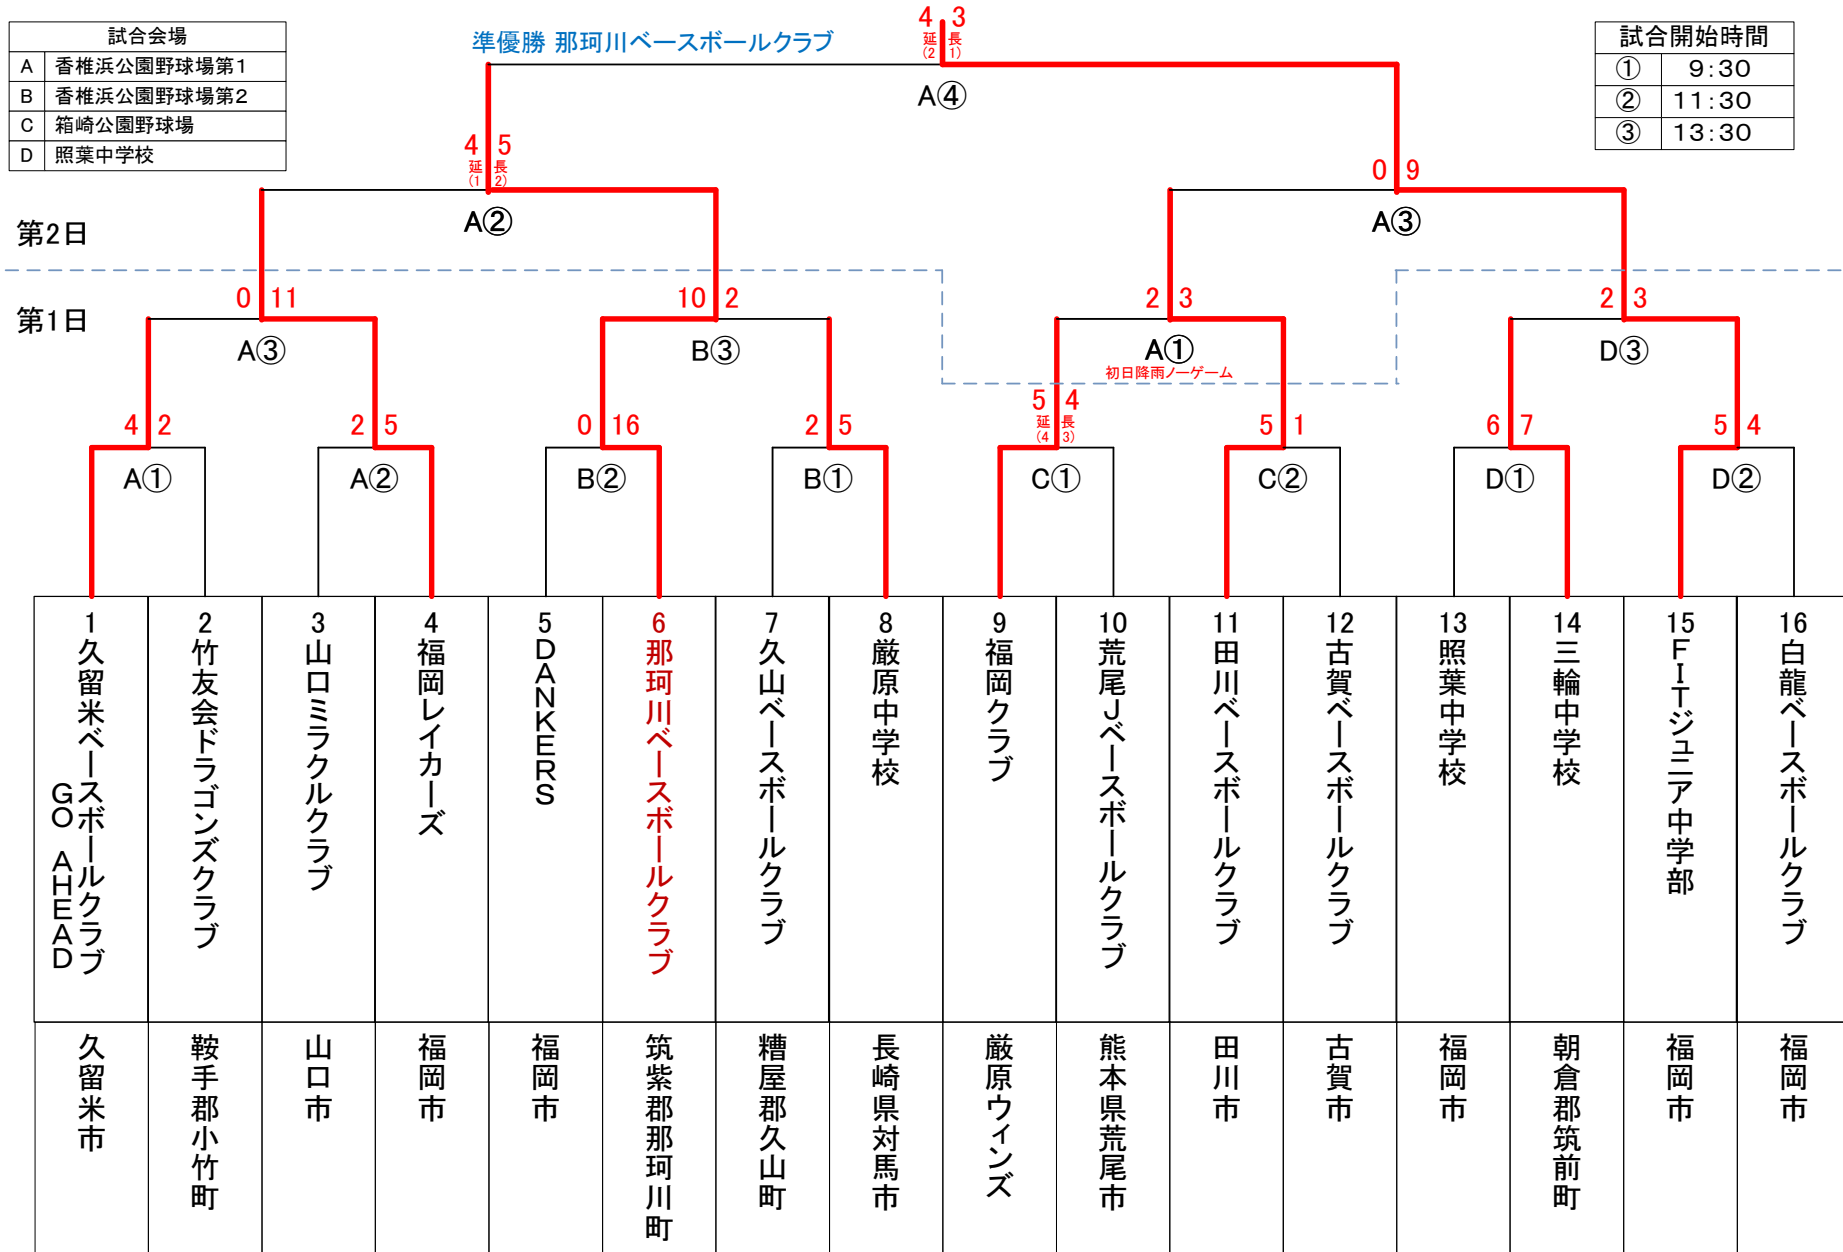 試合会場
A 香椎浜公園野球場第1
B 香椎浜公園野球場第2
C 箱崎公園野球場
D 照葉中学校
準優勝 那珂川ベースボールクラブ
試合開始時間
① 9:30
② 11:30
③ 13:30
4 3
延 長
(2 1)
A④
4 5
延 長
(1 2)
0 9
A② A③
第2日
第1日
0 11 10 2 2 3 2 3
A③ B③ A① D③
初日降雨ノーゲーム
4 2 2 5 0 16 2 5 5 4 5 1 6 7 5 4
延 長
(4 3)
A① A② B② B① C① C② D① D②
1 久留米ベースボールクラブ
GO AHEAD
2 竹友会ドラゴンズクラブ
3 山口ミラクルクラブ
4 福岡レイカーズ
5 DANKERS
6 那珂川ベースボールクラブ
7 久山ベースボールクラブ
8 厳原中学校
9 福岡クラブ
10 荒尾Jベースボールクラブ
11 田川ベースボールクラブ
12 古賀ベースボールクラブ
13 照葉中学校
14 三輪中学校
15 FITジュニア中学部
16 白龍ベースボールクラブ
久留米市
鞍手郡小竹町
山口市
福岡市
福岡市
筑紫郡那珂川町
糟屋郡久山町
長崎県対馬市
厳原ウィンズ
熊本県荒尾市
田川市
古賀市
福岡市
朝倉郡筑前町
福岡市
福岡市